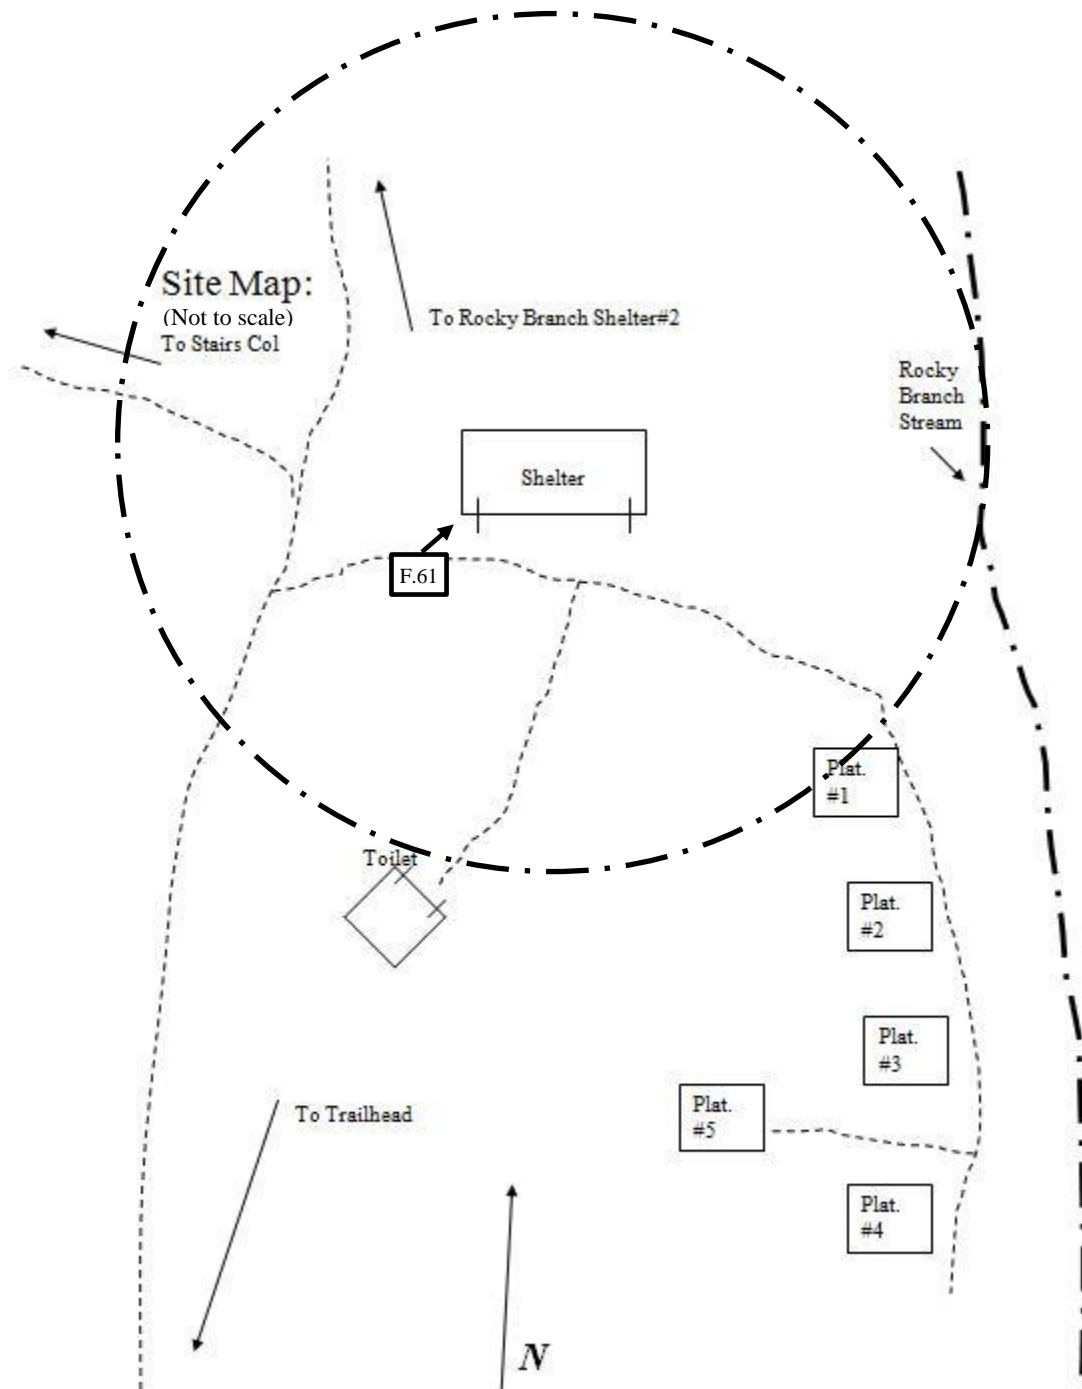 Site Map:
(Not to scale)
To Stairs Col
To Rocky Branch Shelter#2
Rocky
Branch
Stream
Shelter
F.61
Plat.
#1
Toilet
Plat.
#2
Plat.
#3
Plat.
#5
To Trailhead
Plat.
#4
N